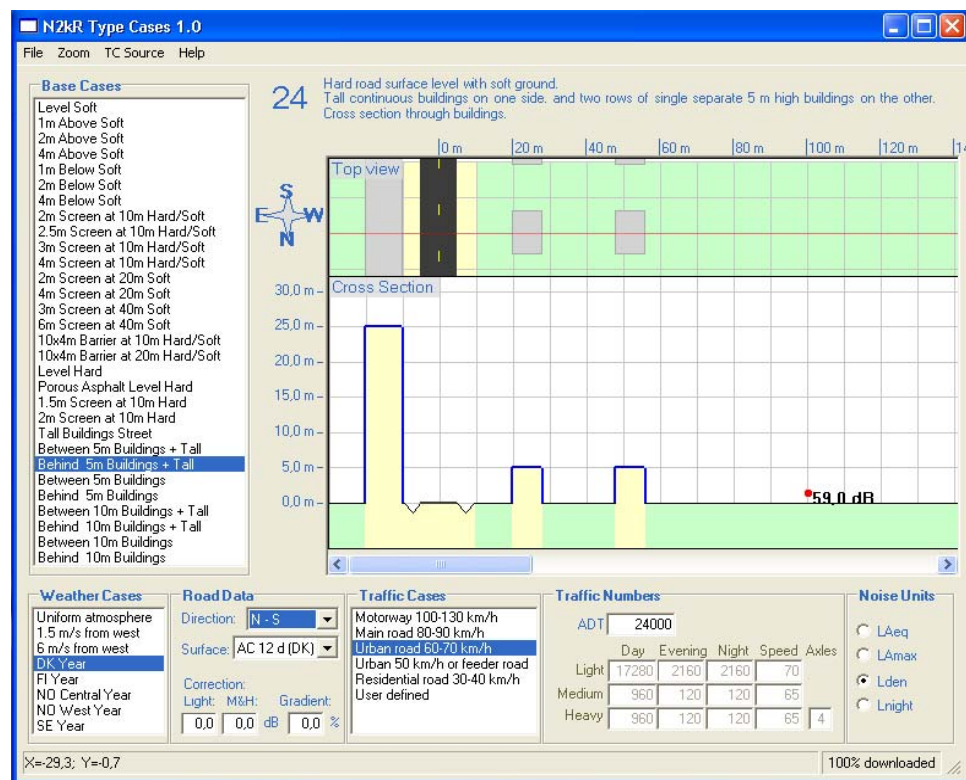 N2kR Type Cases 1.0
File Zoom TC Source Help
Base Cases
Level Soft
1m Above Soft
2m Above Soft
4m Above Soft
1m Below Soft
2m Below Soft
4m Below Soft
2m Screen at 10m Hard/Soft
2.5m Screen at 10m Hard/Soft
3m Screen at 10m Hard/Soft
4m Screen at 10m Hard/Soft
2m Screen at 20m Soft
4m Screen at 20m Soft
3m Screen at 40m Soft
6m Screen at 40m Soft
10x4m Barrier at 10m Hard/Soft
10x4m Barrier at 20m Hard/Soft
Level Hard
Porous Asphalt Level Hard
1.5m Screen at 10m Hard
2m Screen at 10m Hard
Tall Buildings Street
Between 5m Buildings + Tall
Behind 5m Buildings + Tall
Between 5m Buildings
Behind 5m Buildings
Between 10m Buildings + Tall
Behind 10m Buildings + Tall
Between 10m Buildings
Behind 10m Buildings
24
Hard road surface level with soft ground.
Tall continuous buildings on one side, and two rows of single separate 5 m high buildings on the other.
Cross section through buildings.
0 m 20 m 40 m 60 m 80 m 100 m 120 m 14
Top view
S
E W
N
Cross Section
30,0 m
25,0 m
20,0 m
15,0 m
10,0 m
5,0 m
0,0 m
59,0 dB
Weather Cases
Uniform atmosphere
1.5 m/s from west
6 m/s from west
DK Year
FI Year
NO Central Year
NO West Year
SE Year
Road Data
Direction: N - S
Surface: AC 12 d (DK)
Correction:
Light: M&H: Gradient:
0,0 0,0 dB 0,0 %
Traffic Cases
Motorway 100-130 km/h
Main road 80-90 km/h
Urban road 60-70 km/h
Urban 50 km/h or feeder road
Residential road 30-40 km/h
User defined
Traffic Numbers
ADT 24000
Day Evening Night Speed Axles
Light 17280 2160 2160 70
Medium 960 120 120 65
Heavy 960 120 120 65 4
Noise Units
LAeq
LAmax
Lden
Lnight
X=-29,3; Y=-0,7
100% downloaded